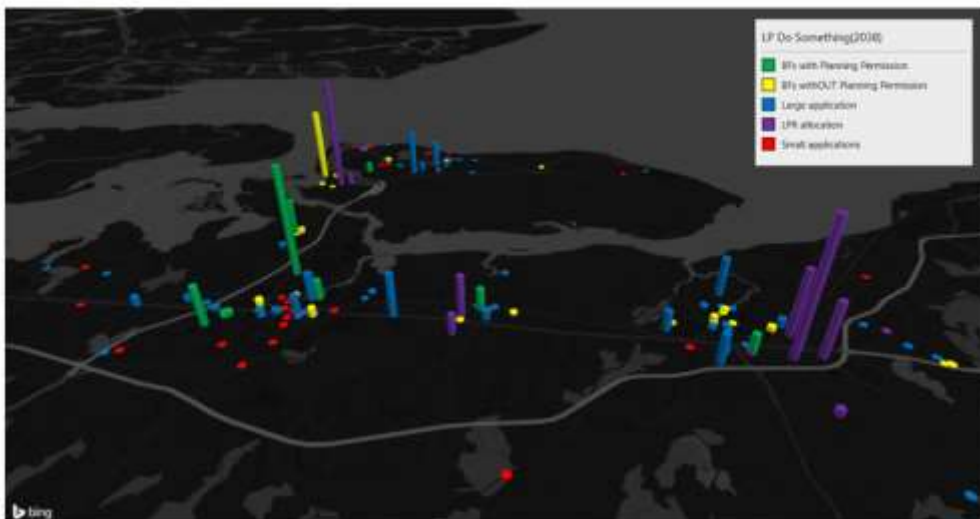 LP Do Something(2038)
BFs with Planning Permission
BFs withOUT Planning Permission
Large application
LPR allocation
Small applications
bing